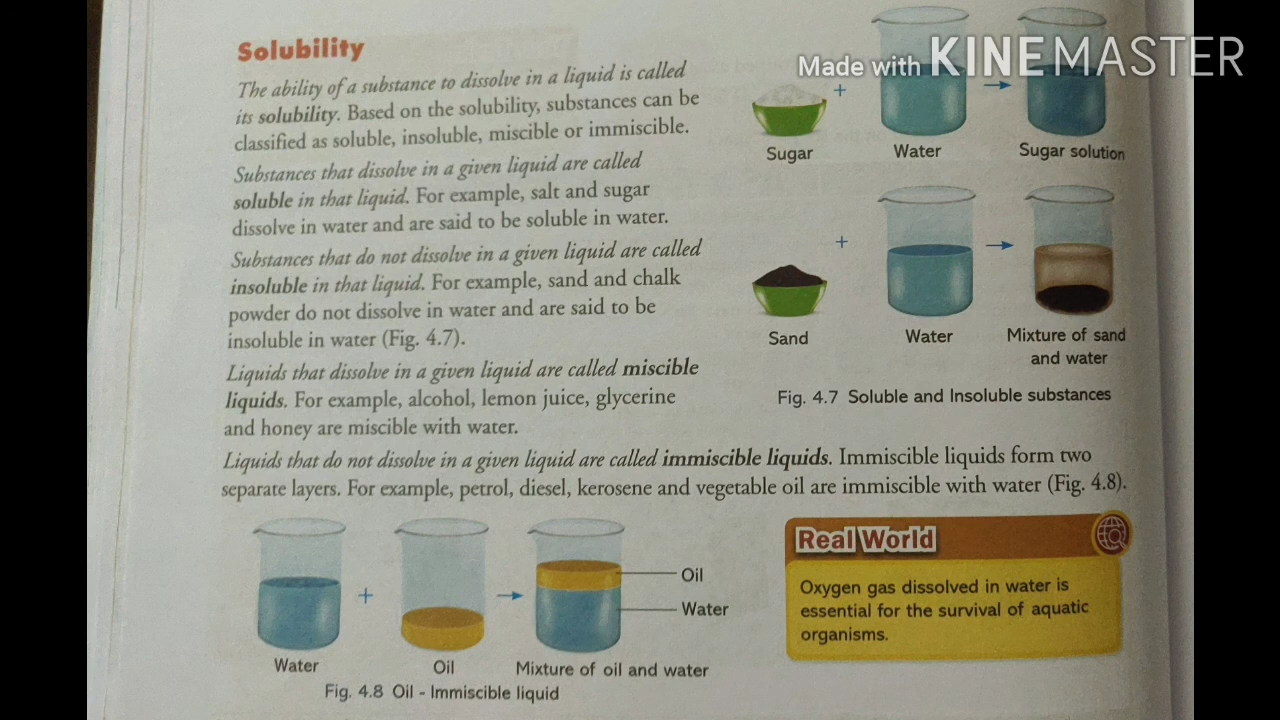 Solubility
The ability of a substance to dissolve in a liquid is called
its solubility. Based on the solubility, substances can be
classified as soluble, insoluble, miscible or immiscible.
Substances that dissolve in a given liquid are called
soluble in that liquid. For example, salt and sugar
dissolve in water and are said to be soluble in water.
Substances that do not dissolve in a given liquid are called
insoluble in that liquid. For example, sand and chalk
powder do not dissolve in water and are said to be
insoluble in water (Fig. 4.7).
Liquids that dissolve in a given liquid are called miscible
liquids. For example, alcohol, lemon juice, glycerine
and honey are miscible with water.
Made with KINEMASTER
+
Sugar
Water
Sugar solution
+
Sand
Water
Mixture of sand
and water
Fig. 4.7 Soluble and Insoluble substances
Liquids that do not dissolve in a given liquid are called immiscible liquids. Immiscible liquids form two
separate layers. For example, petrol, diesel, kerosene and vegetable oil are immiscible with water (Fig. 4.8).
+
Oil
Water
Water
Oil
Mixture of oil and water
Fig. 4.8 Oil - Immiscible liquid
Real World
Oxygen gas dissolved in water is
essential for the survival of aquatic
organisms.